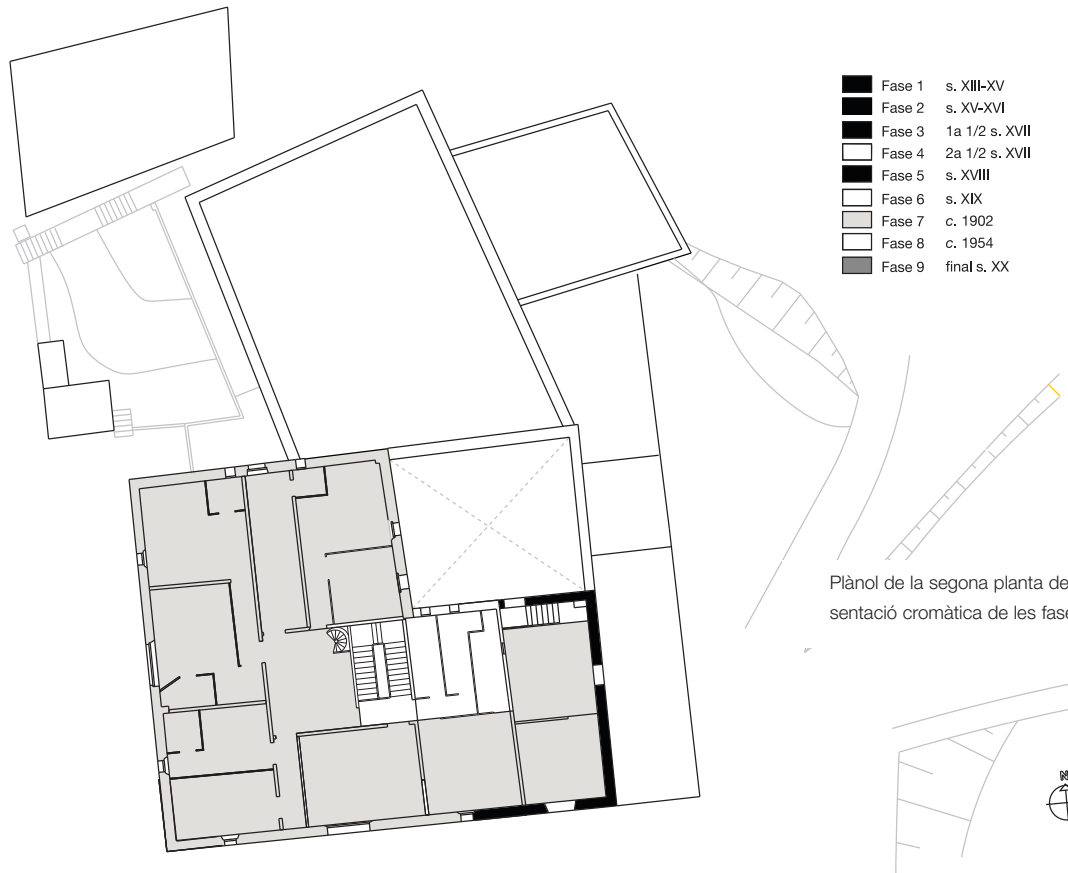 Fase 1 s. XIII-XV
Fase 2 s. XV-XVI
Fase 3 1a 1/2 s. XVII
Fase 4 2a 1/2 s. XVII
Fase 5 s. XVIII
Fase 6 s. XIX
Fase 7 c. 1902
Fase 8 c. 1954
Fase 9 final s. XX
Plànol de la segona planta de
sentació cromàtica de les fase
N